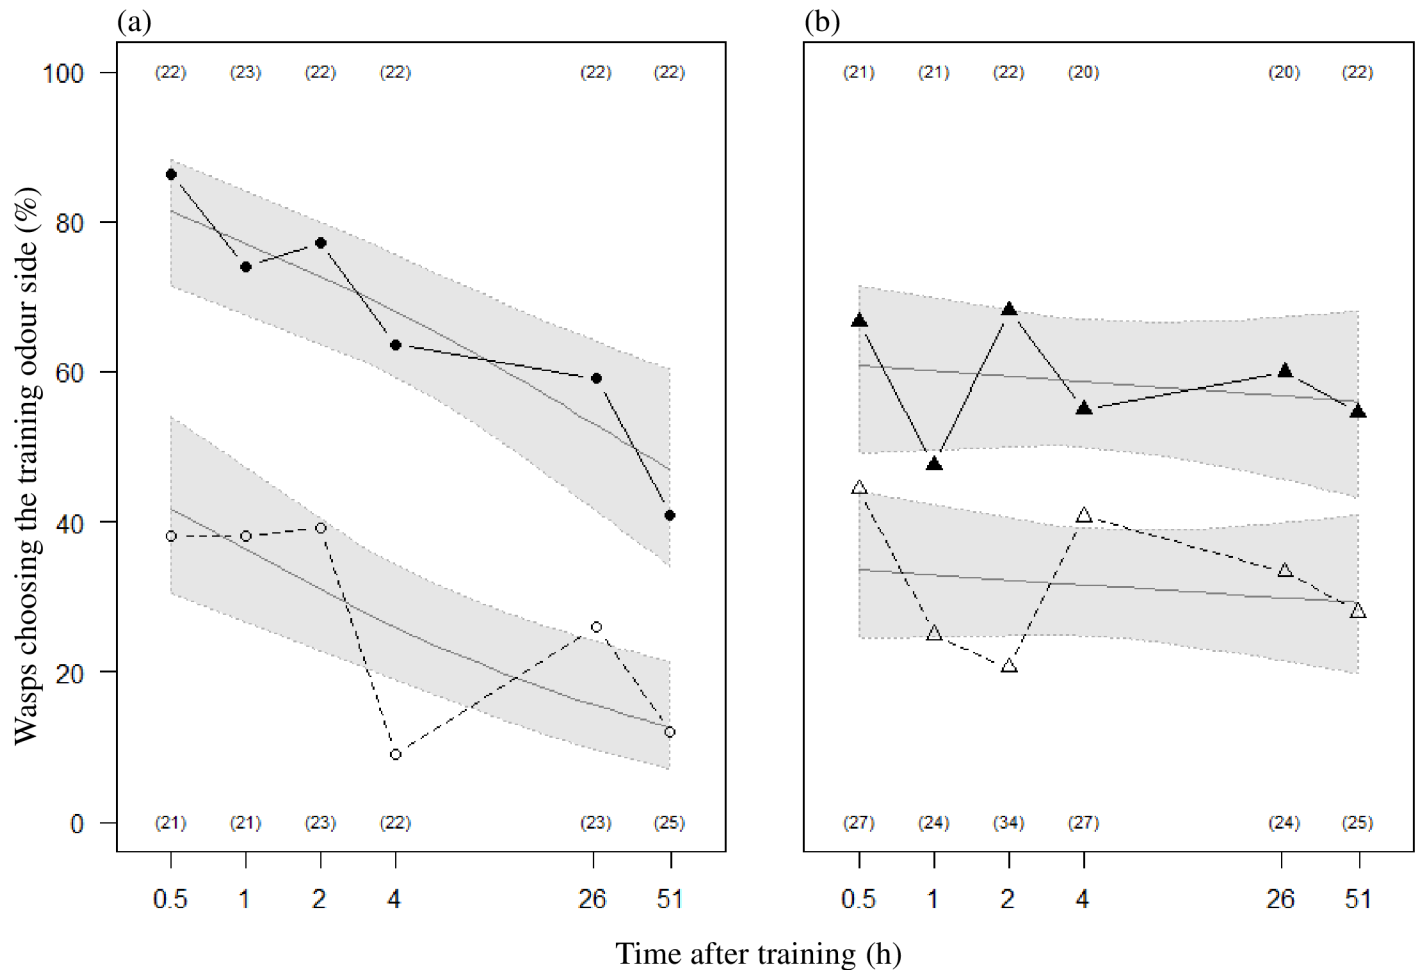 (a) (b)
100 (22) (23) (22) (22) (22) (22) (21) (21) (22) (20) (20) (22)
80
60
40
20
0 (21) (21) (23) (22) (23) (25) (27) (24) (34) (27) (24) (25)
0.5 1 2 4 26 51 0.5 1 2 4 26 51
Wasps choosing the training odour side (%)
Time after training (h)